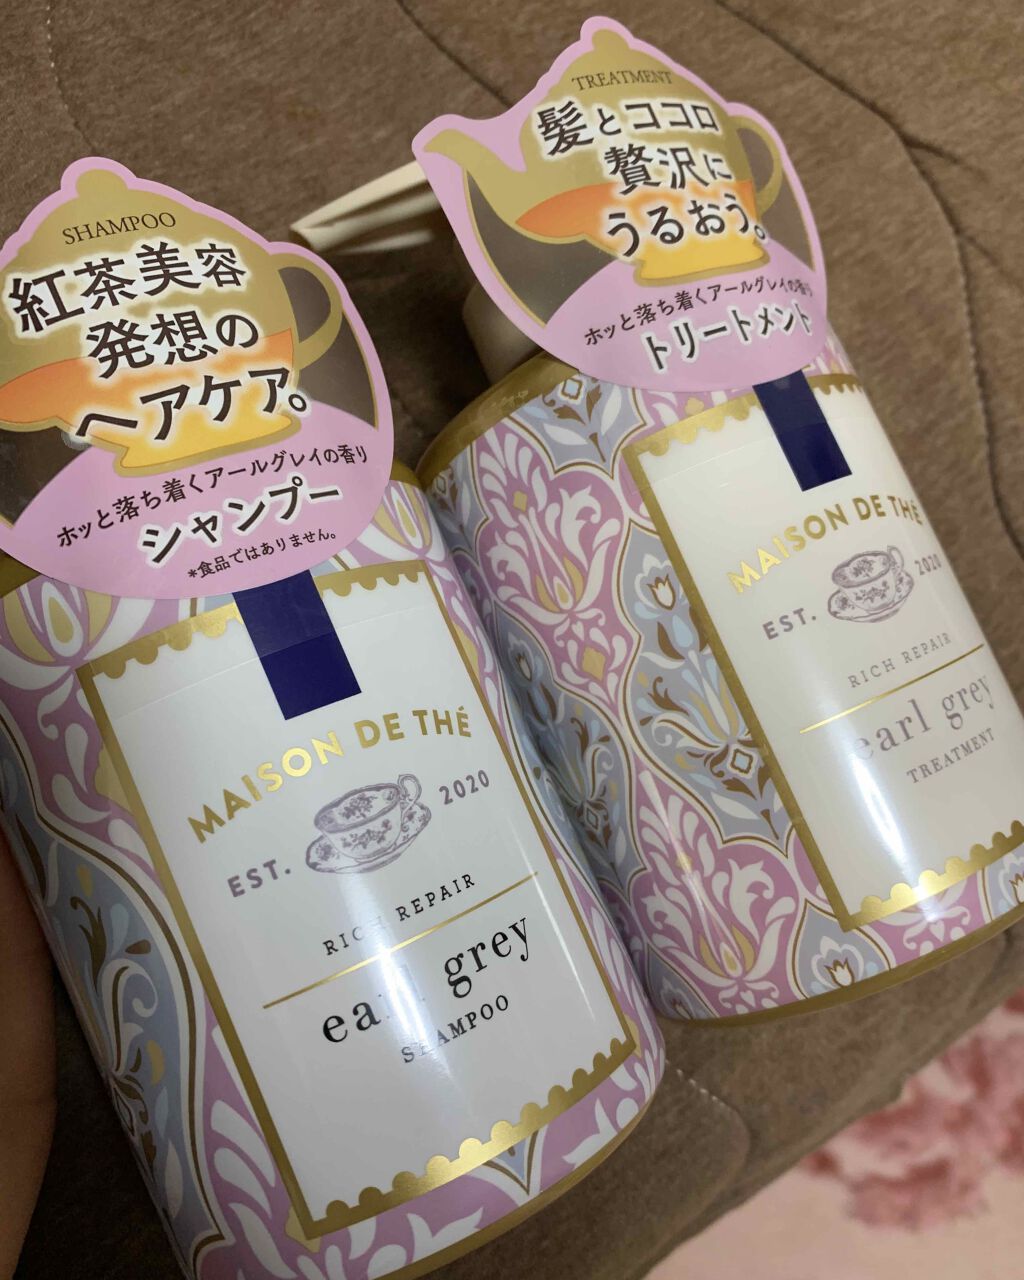 SHAMPOO
紅茶美容
発想の
ヘアケア。
ホッと落ち着くアールグレイの香り
シャンプー
*食品ではありません。
MAISON DE THÉ
EST. 2020
RICH REPAIR
earl grey
SHAMPOO
TREATMENT
髪とココロ
贅沢に
うるおう。
ホッと落ち着くアールグレイの香り
トリートメント
MAISON DE THÉ
EST. 2020
RICH REPAIR
earl grey
TREATMENT